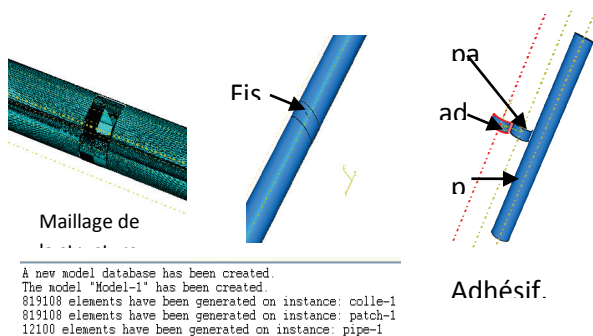 pa
Fis
ad
p
Maillage de
Adhésif.
A new model database has been created.
The model "Model-1" has been created.
819108 elements have been generated on instance: colle-1
819108 elements have been generated on instance: patch-1
12100 elements have been generated on instance: pipe-1